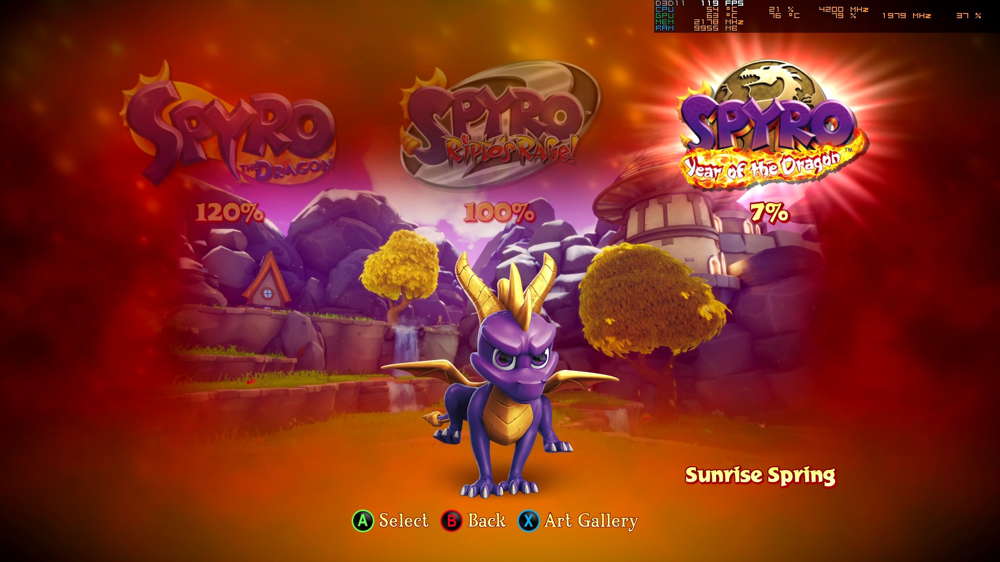 D3D11 119 FPS
CPU 54 °C 21 % 4200 MHz
GPU 63 °C 76 °C 79 % 1979 MHz 37 %
MEM 2178 MHz
RAM 9955 MB
SPYRO
THE DRAGON
SPYRO ™
Ripto's Rage!
SPYRO
Year of the Dragon ™
120%
100%
7%
Sunrise Spring
A Select B Back X Art Gallery